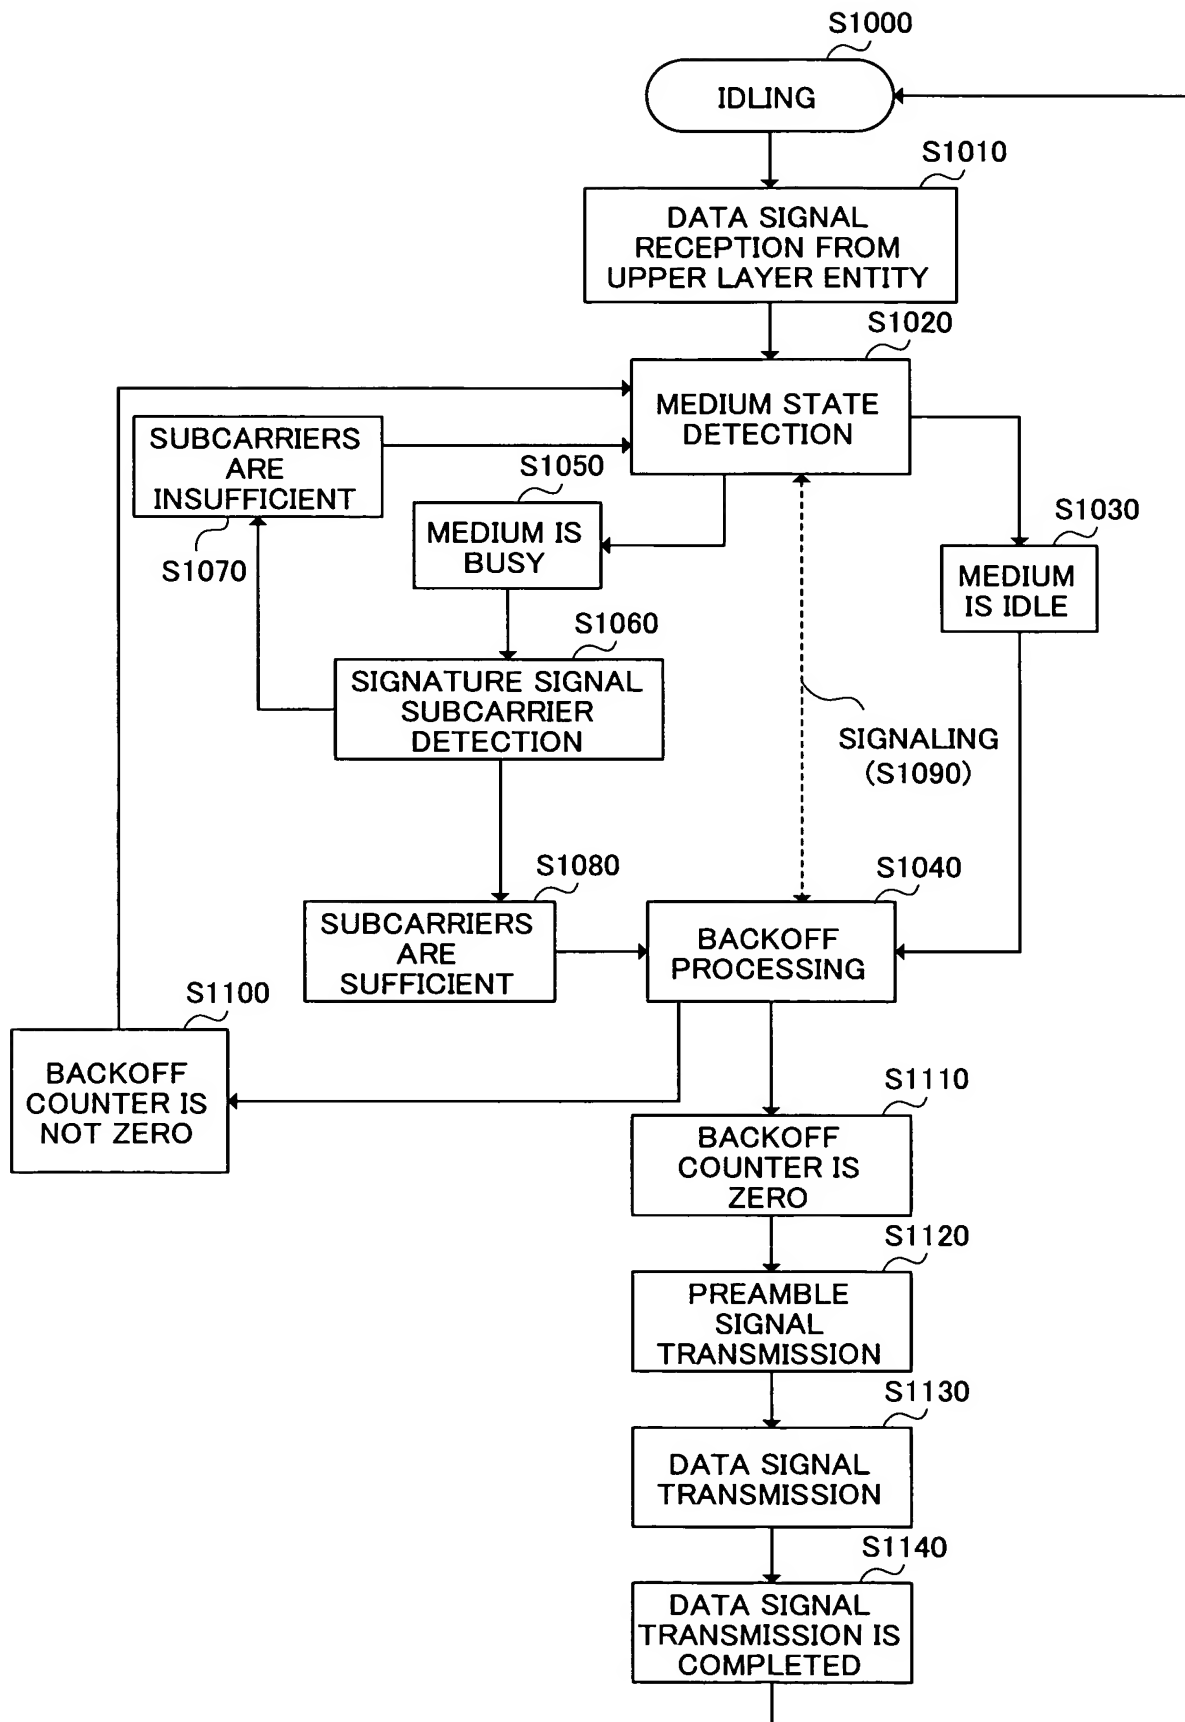 S1000
IDLING
S1010
DATA SIGNAL
RECEPTION FROM
UPPER LAYER ENTITY
S1020
MEDIUM STATE
DETECTION
SUBCARRIERS
ARE
INSUFFICIENT
S1070
S1050
MEDIUM IS
BUSY
S1030
MEDIUM
IS IDLE
S1060
SIGNATURE SIGNAL
SUBCARRIER
DETECTION
SIGNALING
(S1090)
S1080
SUBCARRIERS
ARE
SUFFICIENT
S1040
BACKOFF
PROCESSING
S1100
BACKOFF
COUNTER IS
NOT ZERO
S1110
BACKOFF
COUNTER IS
ZERO
S1120
PREAMBLE
SIGNAL
TRANSMISSION
S1130
DATA SIGNAL
TRANSMISSION
S1140
DATA SIGNAL
TRANSMISSION IS
COMPLETED